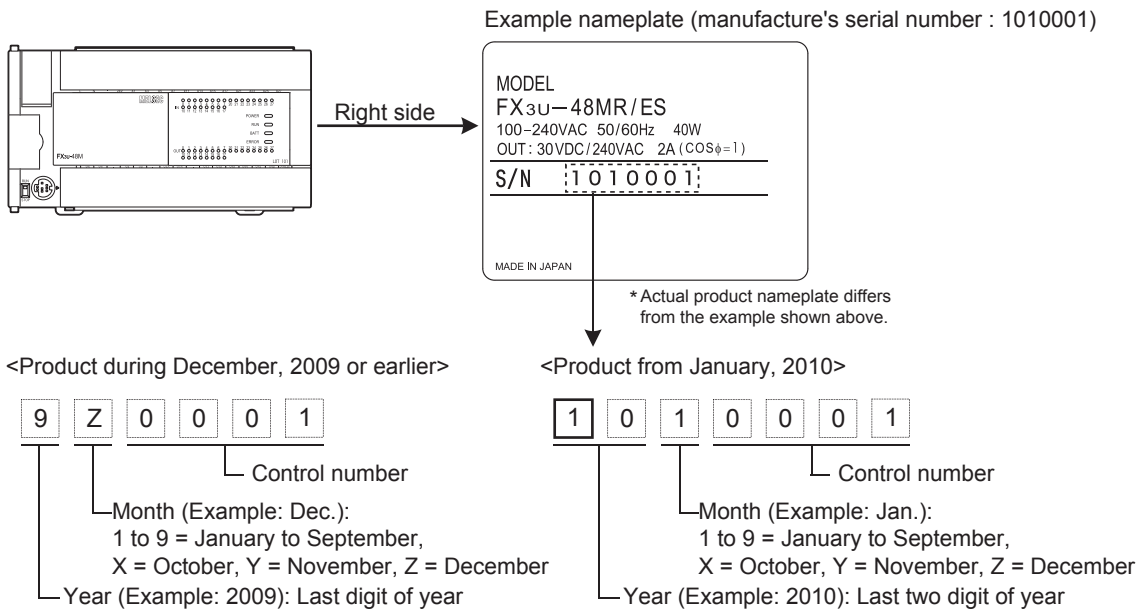 Example nameplate (manufacture's serial number : 1010001)
MODEL
FX3U-48MR/ES
100-240VAC 50/60Hz 40W
OUT: 30VDC/240VAC 2A (COSϕ=1)
S/N 1010001
MADE IN JAPAN
Right side
POWER
RUN
BATT
ERROR
IN
OUT
FX3U-48M
LOT 101
* Actual product nameplate differs
from the example shown above.
<Product during December, 2009 or earlier>
9 Z 0 0 0 1
Control number
Month (Example: Dec.):
1 to 9 = January to September,
X = October, Y = November, Z = December
Year (Example: 2009): Last digit of year
<Product from January, 2010>
1 0 1 0 0 0 1
Control number
Month (Example: Jan.):
1 to 9 = January to September,
X = October, Y = November, Z = December
Year (Example: 2010): Last two digit of year